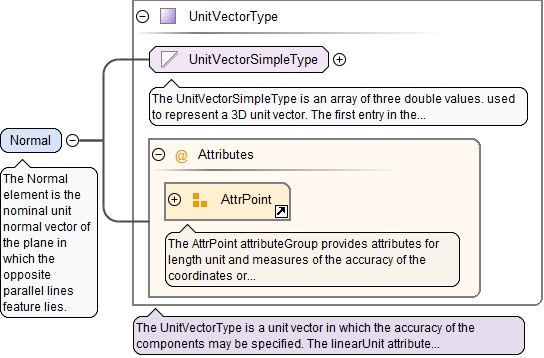 UnitVectorType
UnitVectorSimpleType
The UnitVectorSimpleType is an array of three double values. used
to represent a 3D unit vector. The first entry in the...
Normal
The Normal
element is the
nominal unit
normal vector of
the plane in
which the
opposite
parallel lines
feature lies.
@ Attributes
AttrPoint
The AttrPoint attributeGroup provides attributes for
length unit and measures of the accuracy of the
coordinates or...
The UnitVectorType is a unit vector in which the accuracy of the
components may be specified. The linearUnit attribute...